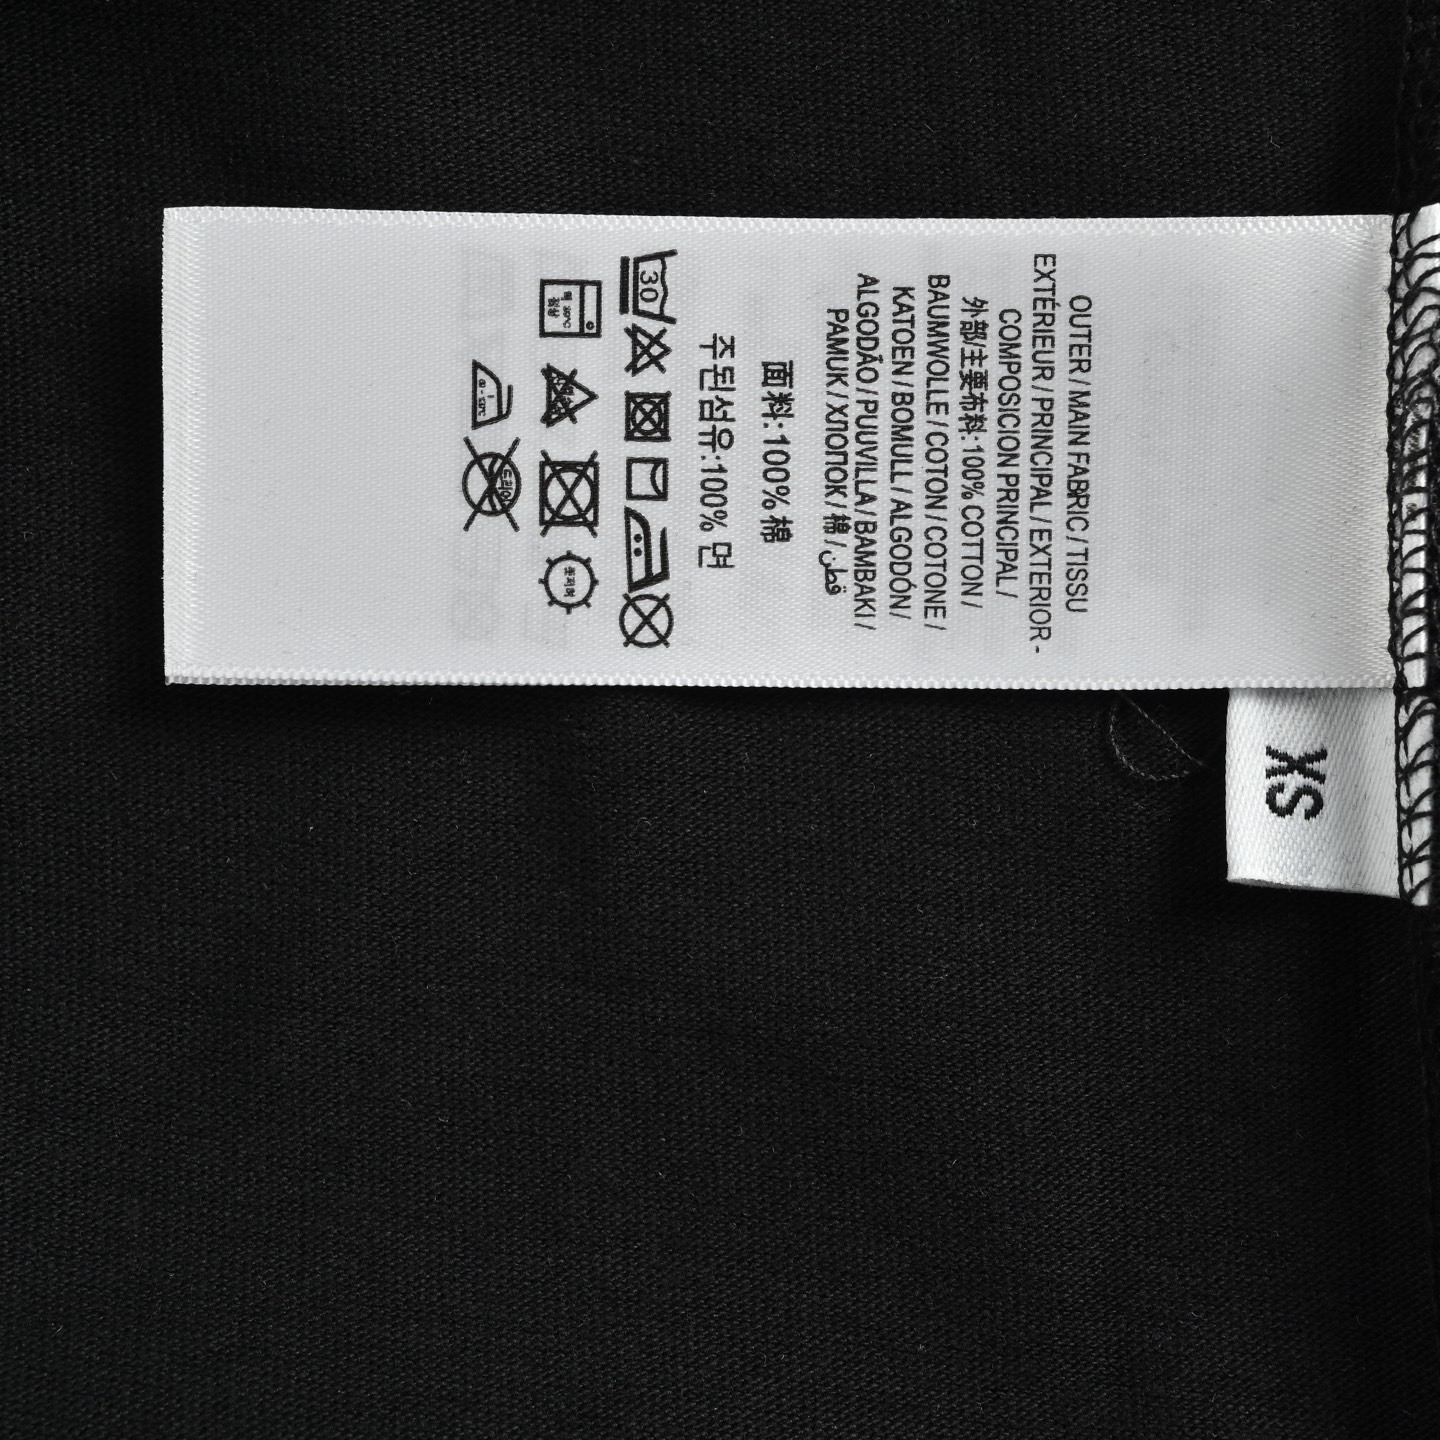 OUTER / MAIN FABRIC / TISSU
EXTÉRIEUR / PRINCIPAL / EXTERIOR -
COMPOSICION PRINCIPAL /
外部/主要布料:100% COTTON /
BAUMWOLLE / COTON / COTONE /
KATOEN / BOMULL / ALGODÓN /
ALGODÃO / PUUVILLA / BAMBAKI /
PAMUK / ХЛОПОК / 棉 / قطن
面料:100% 棉
주된섬유:100% 면
30
XS